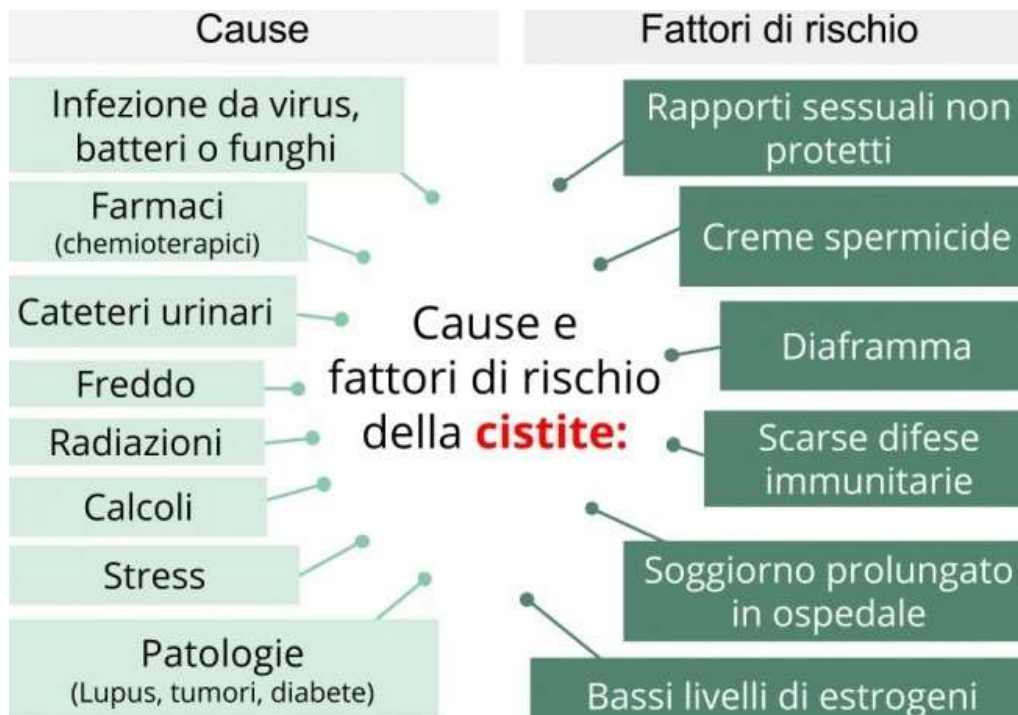 Cause
Infezione da virus,
batteri o funghi
Farmaci
(chemioterapici)
Cateteri urinari
Freddo
Radiazioni
Calcoli
Stress
Patologie
(Lupus, tumori, diabete)
Cause e
fattori di rischio
della cistite:
Fattori di rischio
Rapporti sessuali non
protetti
Creme spermicide
Diaframma
Scarse difese
immunitarie
Soggiorno prolungato
in ospedale
Bassi livelli di estrogeni